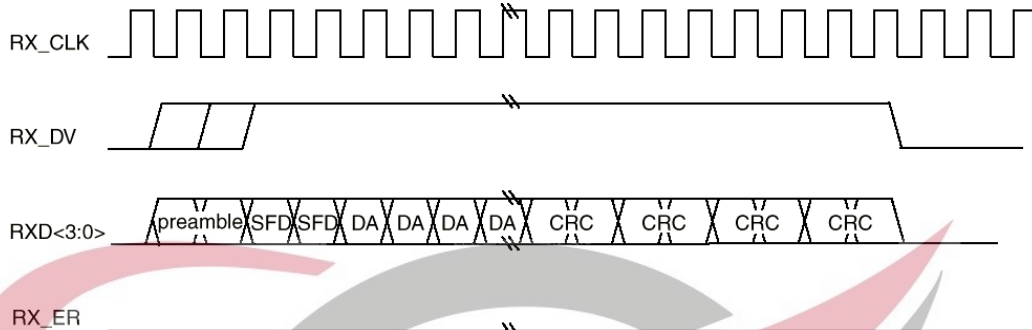 RX_CLK
RX_DV
RXD<3:0> preamble SFD SFD DA DA DA DA CRC CRC CRC CRC
RX_ER